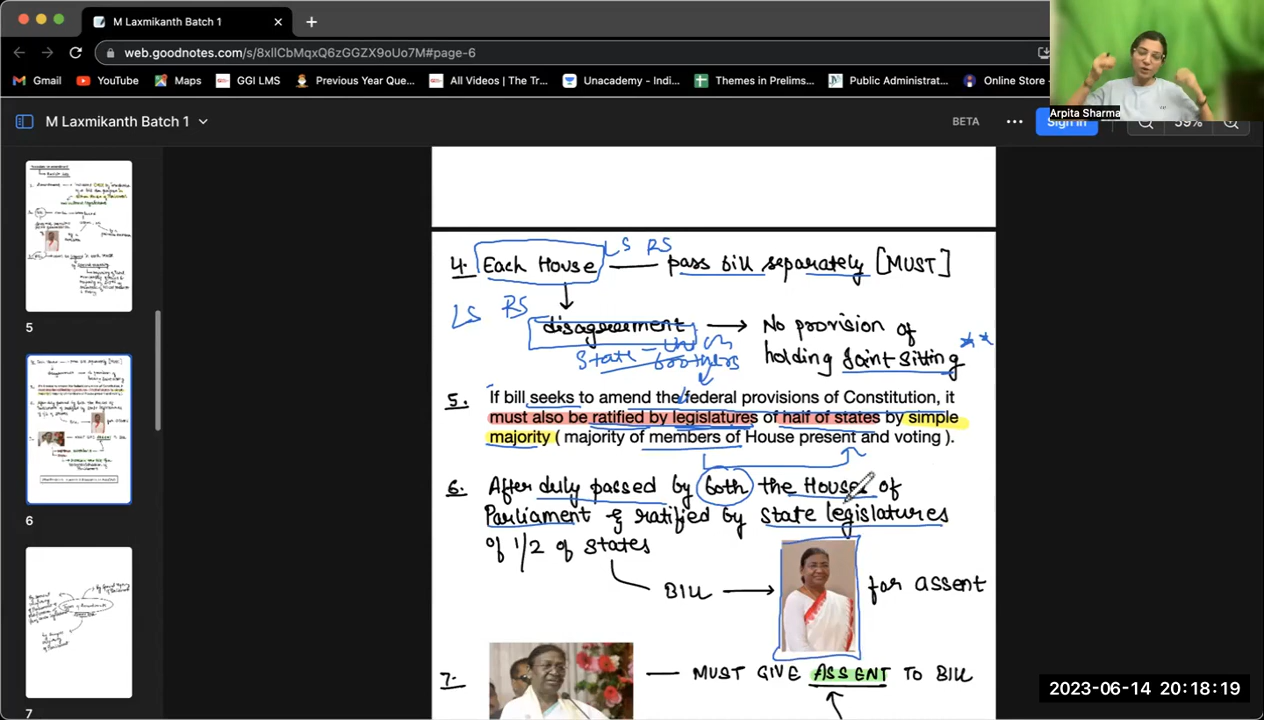 M Laxmikanth Batch 1
web.goodnotes.com/s/8xllCbMqxQ6zGGZX9oUo7M#page-6
Gmail
YouTube
Maps
GGI LMS
Previous Year Que...
All Videos | The Tr...
Unacademy - Indi...
Themes in Prelims...
Public Administrat...
Online Store -
Arpita Sharma
M Laxmikanth Batch 1
BETA
Sign in
59%
5
6
7
LS RS
4. Each House — pass bill separately [MUST]
LS RS
disagreement → No provision of
holding Joint Sitting **
State - 
brothers
5. If bill seeks to amend the federal provisions of Constitution, it
must also be ratified by legislatures of half of states by simple
majority ( majority of members of House present and voting ).
6. After duly passed by both the Houses of
Parliament & ratified by State legislatures
of 1/2 of states
BILL → for assent
7. — MUST GIVE ASSENT TO BILL
2023-06-14 20:18:19